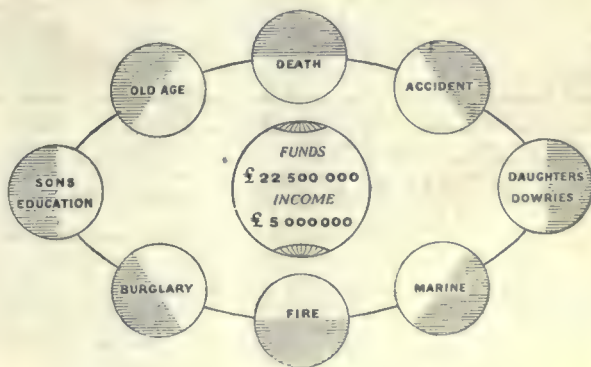 DEATH
OLD AGE
ACCIDENT
FUNDS
£ 22 500 000
INCOME
£ 5 000 000
SONS
EDUCATION
DAUGHTERS
DOWRIES
BURGLARY
MARINE
FIRE